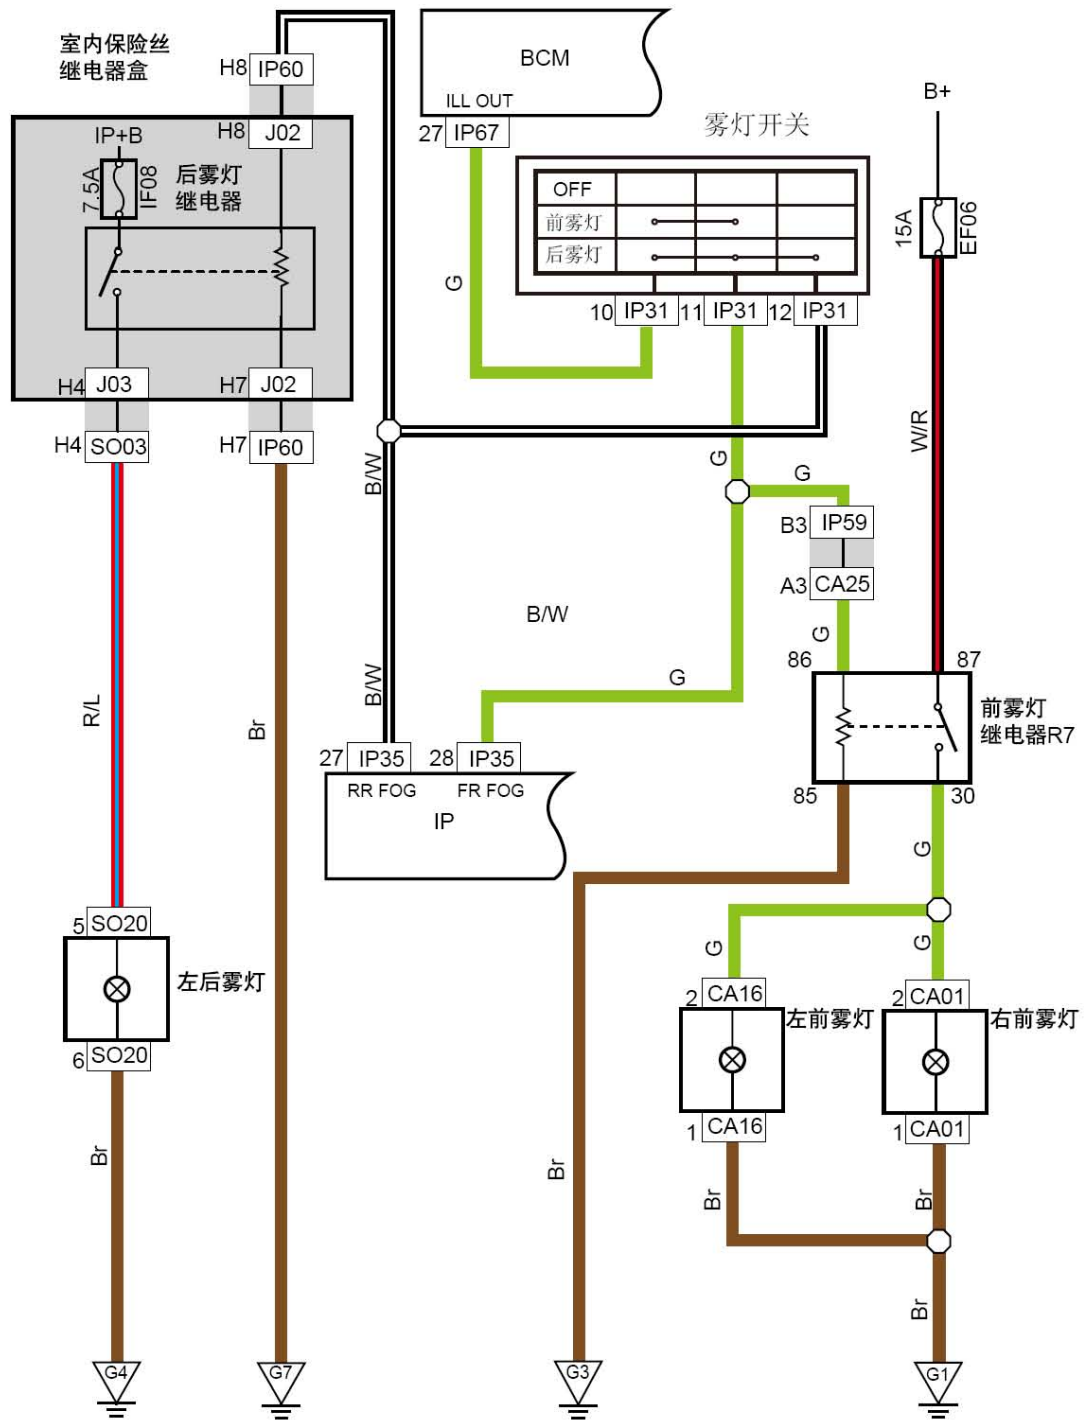 室内保险丝
继电器盒
H8 IP60
H8 J02
IP+B
7.5A
IF08
后雾灯
继电器
H4 J03
H7 J02
H4 SO03
H7 IP60
BCM
ILL OUT
27 IP67
雾灯开关
OFF
前雾灯
后雾灯
10 IP31
11 IP31
12 IP31
B+
15A
EF06
G
W/R
B/W
G
G
B3 IP59
A3 CA25
G
B/W
B/W
G
86
87
前雾灯
继电器R7
85
30
R/L
Br
27 IP35
28 IP35
RR FOG
FR FOG
IP
G
G
G
5 SO20
左后雾灯
6 SO20
2 CA16
左前雾灯
1 CA16
2 CA01
右前雾灯
1 CA01
Br
Br
Br
Br
Br
G4
G7
G3
G1